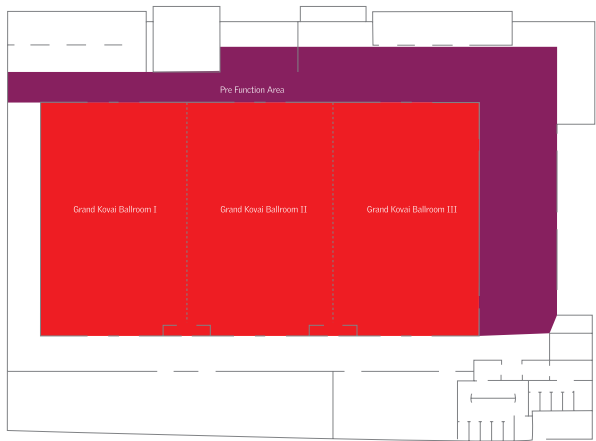 Pre Function Area
Grand Kovai Ballroom I
Grand Kovai Ballroom II
Grand Kovai Ballroom III